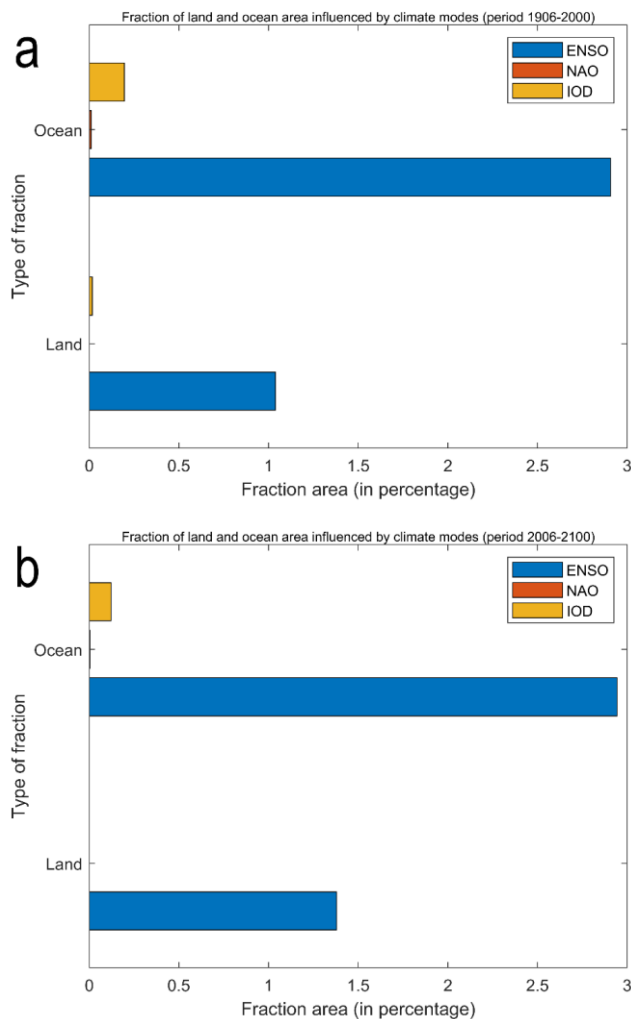 Fraction of land and ocean area influenced by climate modes (period 1906-2000)
a
ENSO
NAO
IOD
Ocean
Type of fraction
Land
0 0.5 1 1.5 2 2.5 3
Fraction area (in percentage)
Fraction of land and ocean area influenced by climate modes (period 2006-2100)
b
ENSO
NAO
IOD
Ocean
Type of fraction
Land
0 0.5 1 1.5 2 2.5 3
Fraction area (in percentage)